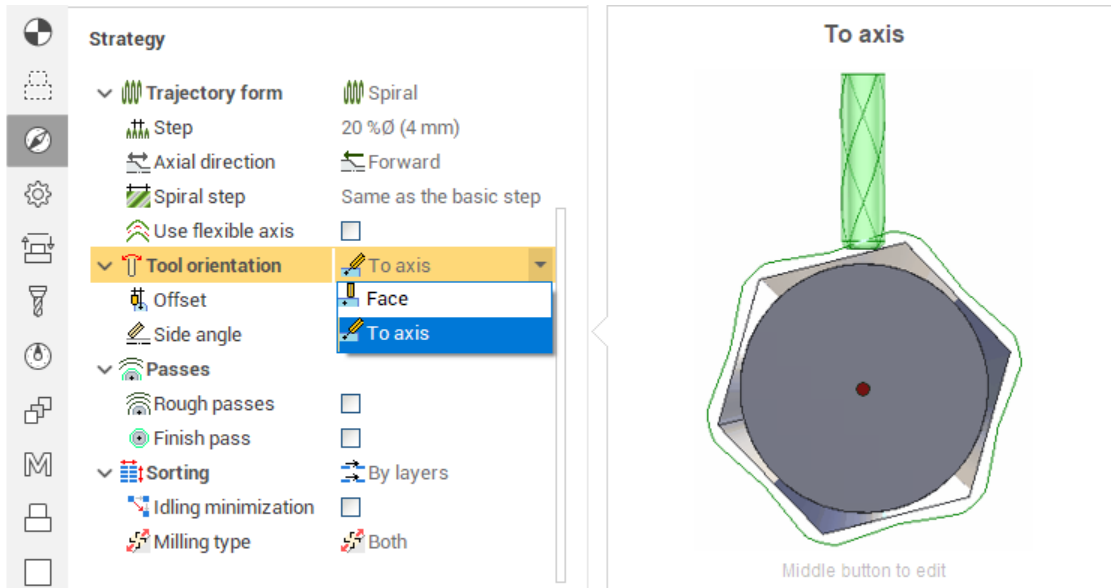 Strategy
Trajectory form Spiral
Step 20 %Ø (4 mm)
Axial direction Forward
Spiral step Same as the basic step
Use flexible axis
Tool orientation To axis
Offset Face
Side angle To axis
Passes
Rough passes
Finish pass
Sorting By layers
Idling minimization
Milling type Both
To axis
Middle button to edit